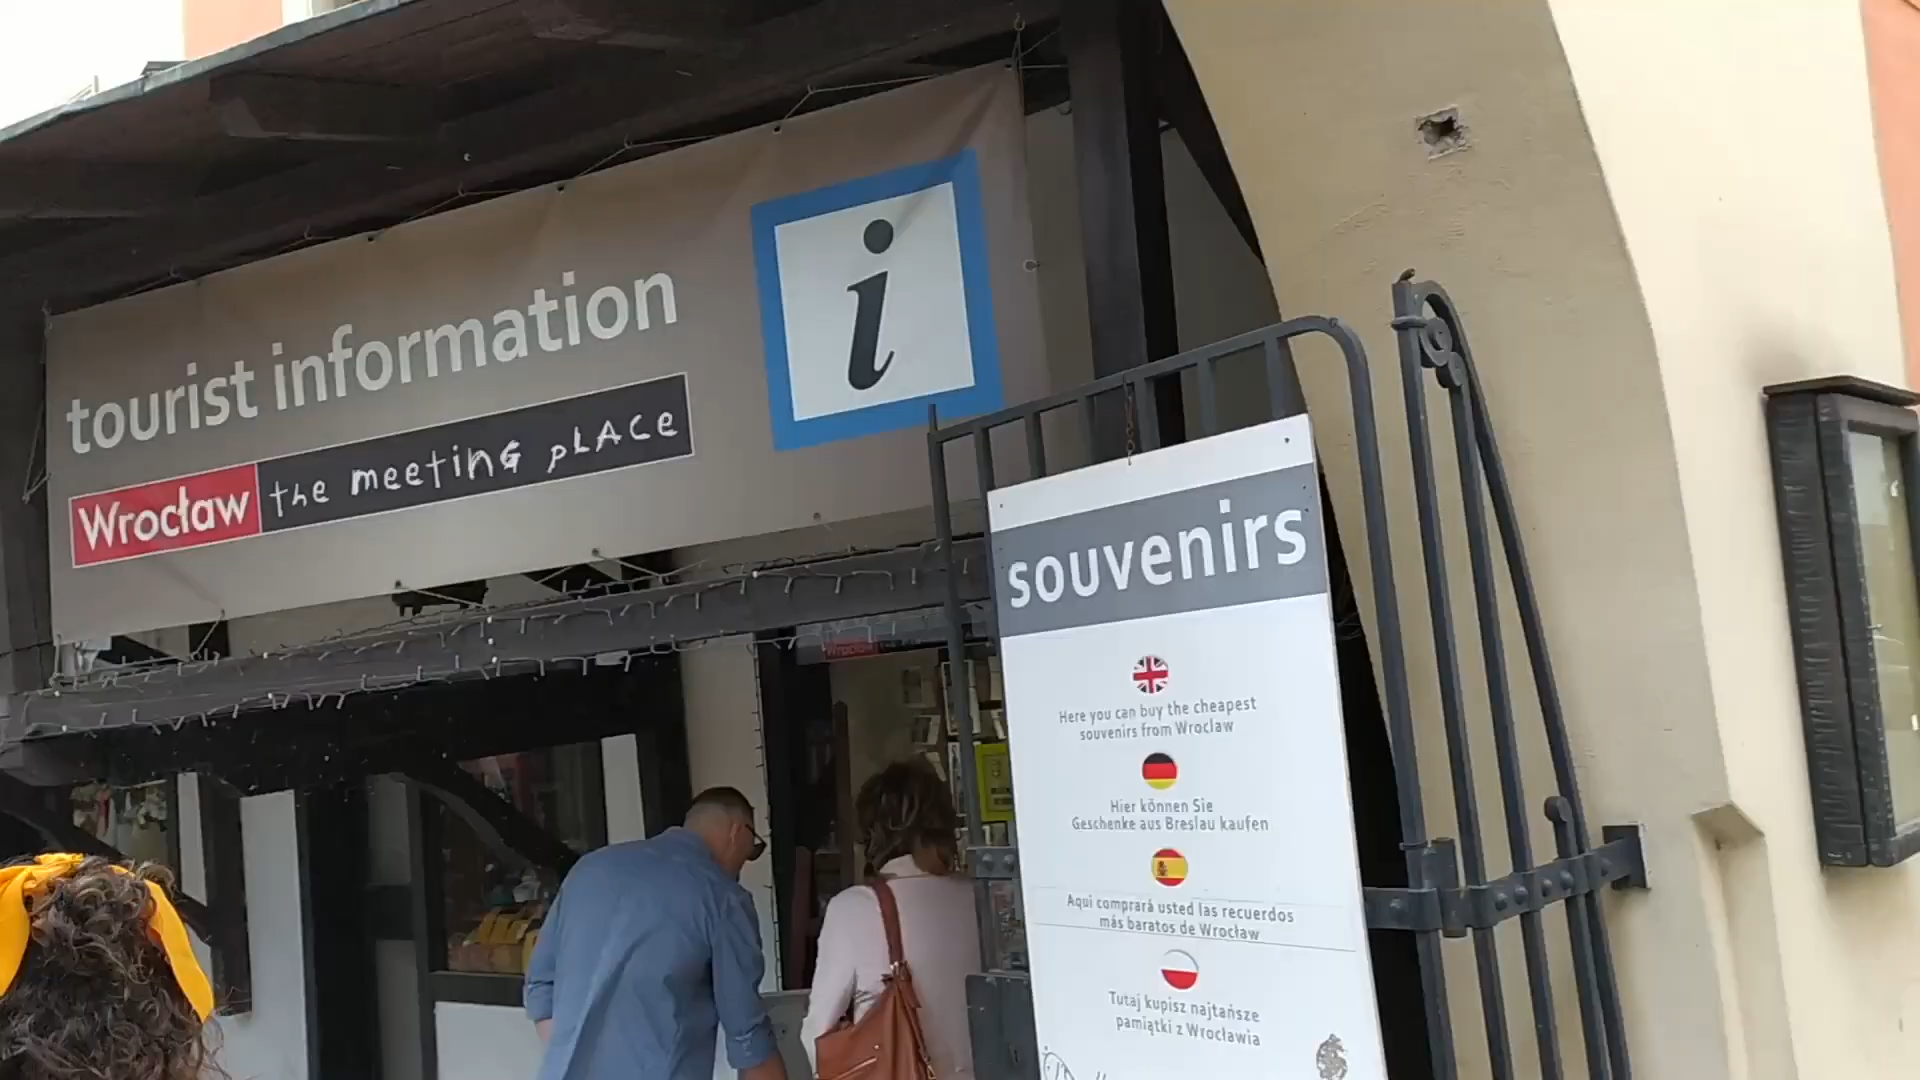 tourist information
i
Wrocław the meeting pLACe
souvenirs
Here you can buy the cheapest
souvenirs from Wroclaw
Hier können Sie
Geschenke aus Breslau kaufen
Aqui comprará usted las recuerdos
más baratos de Wrocław
Tutaj kupisz najtańsze
pamiątki z Wrocławia
Wrocław